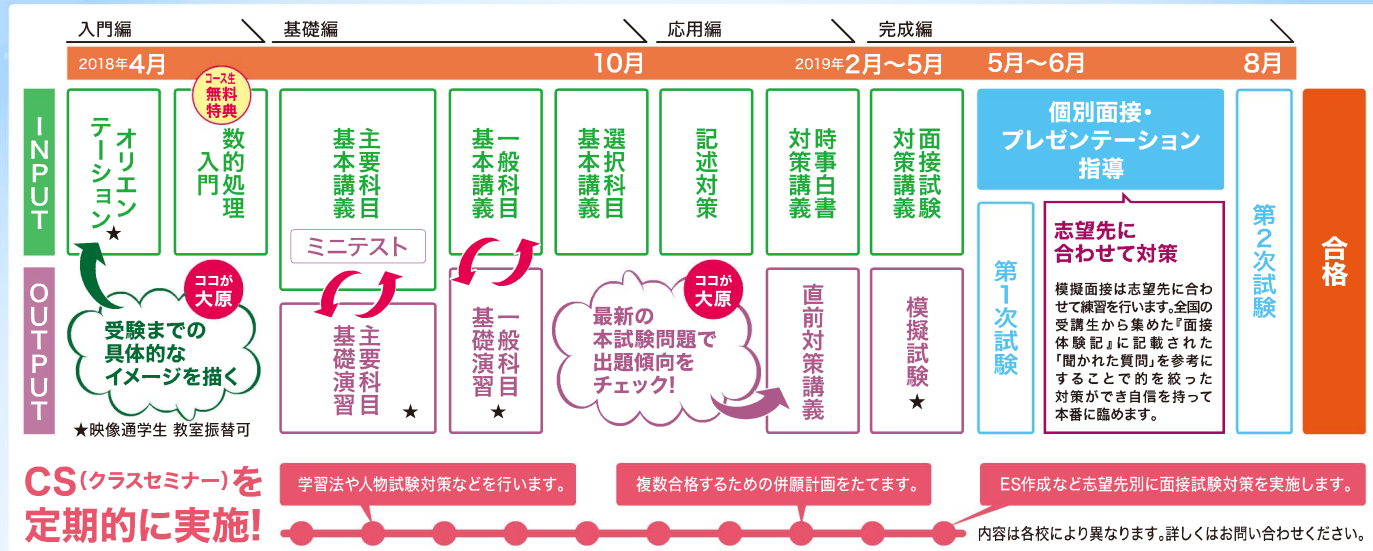 入門編
基礎編
応用編
完成編
2018年4月
10月
2019年2月～5月
5月～6月
8月
INPUT
オリエン
テーション
★
コース生
無料
特典
数的処理
入門
主要科目
基本講義
ミニテスト
一般科目
基本講義
選択科目
基本講義
記述対策
時事白書
対策講義
面接試験
対策講義
個別面接・
プレゼンテーション
指導
第2次試験
合格
OUTPUT
ココが
大原
受験までの
具体的な
イメージを描く
★映像通学生 教室振替可
主要科目
基礎演習
★
一般科目
基礎演習
★
ココが
大原
最新の
本試験問題で
出題傾向を
チェック!
直前対策講義
模擬試験
★
第1次試験
志望先に
合わせて対策
模擬面接は志望先に合わ
せて練習を行います。全国の
受講生から集めた『面接
体験記』に記載された
「聞かれた質問」を参考に
することで的を絞った
対策ができ自信を持って
本番に臨めます。
CS（クラスセミナー）を
定期的に実施!
学習法や人物試験対策などを行います。
複数合格するための併願計画をたてます。
ES作成など志望先別に面接試験対策を実施します。
内容は各校により異なります。詳しくはお問い合わせください。